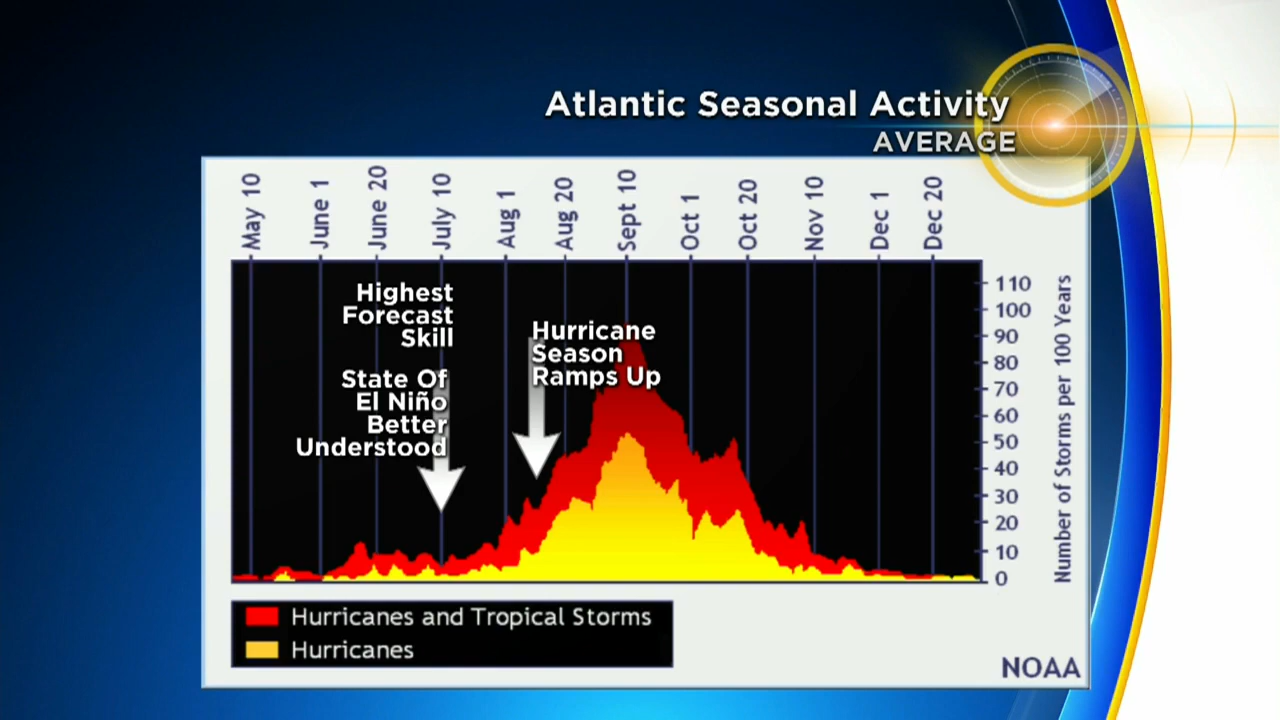 Atlantic Seasonal Activity
AVERAGE
May 10
June 1
June 20
July 10
Aug 1
Aug 20
Sept 10
Oct 1
Oct 20
Nov 10
Dec 1
Dec 20
Highest
Forecast
Skill
State Of
El Niño
Better
Understood
Hurricane
Season
Ramps Up
110
100
90
80
70
60
50
40
30
20
10
0
Number of Storms per 100 Years
Hurricanes and Tropical Storms
Hurricanes
NOAA